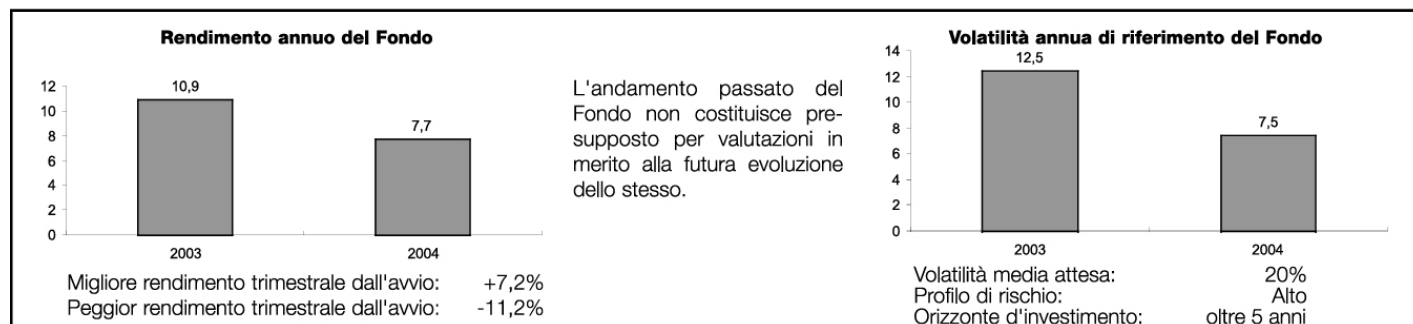 Rendimento annuo del Fondo
12
10
8
6
4
2
0
10,9
7,7
2003 2004
Migliore rendimento trimestrale dall'avvio: +7,2%
Peggior rendimento trimestrale dall'avvio: -11,2%
L'andamento passato del
Fondo non costituisce pre-
supposto per valutazioni in
merito alla futura evoluzione
dello stesso.
Volatilità annua di riferimento del Fondo
14
12
10
8
6
4
2
0
12,5
7,5
2003 2004
Volatilità media attesa: 20%
Profilo di rischio: Alto
Orizzonte d'investimento: oltre 5 anni